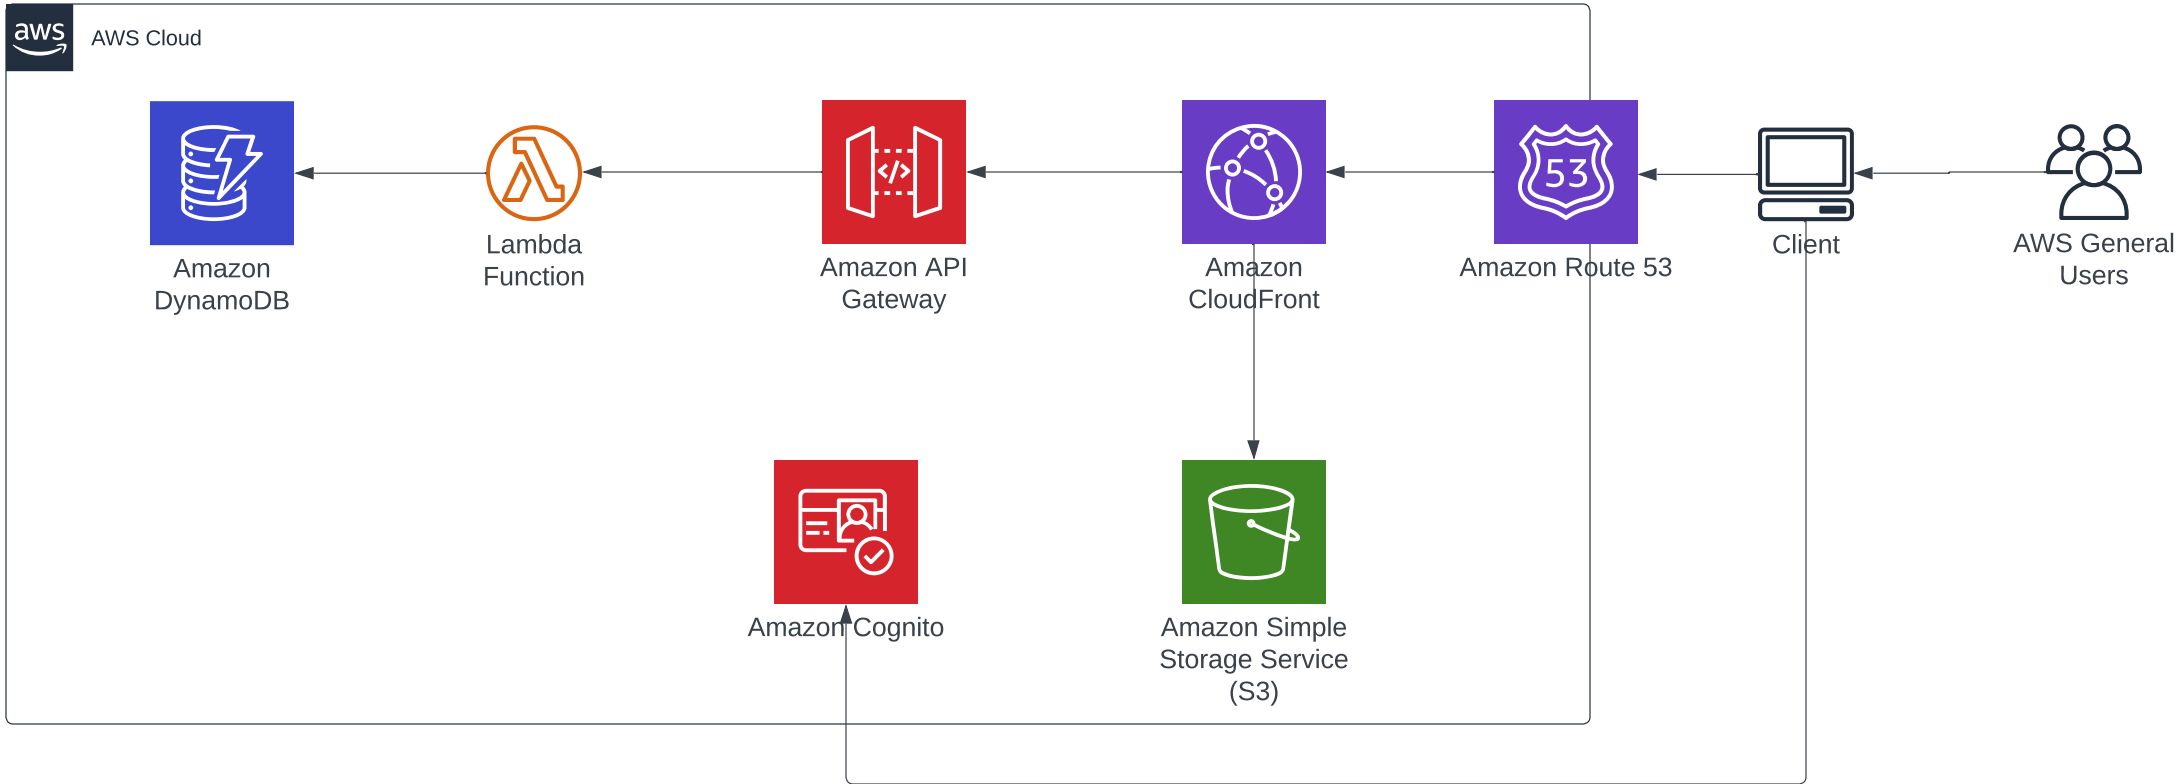 aws
AWS Cloud
53
Amazon
DynamoDB
Lambda
Function
Amazon API
Gateway
</>
Amazon
CloudFront
Amazon Route 53
Client
AWS General
Users
Amazon Cognito
Amazon Simple
Storage Service
(S3)